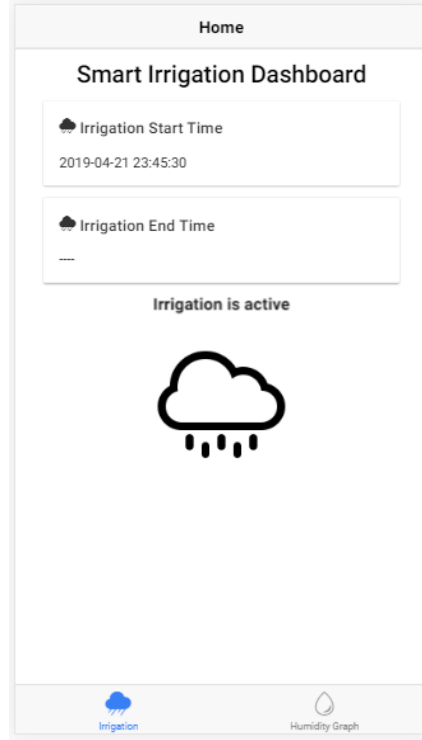 Home
Smart Irrigation Dashboard
Irrigation Start Time
2019-04-21 23:45:30
Irrigation End Time
----
Irrigation is active
Irrigation
Humidity Graph